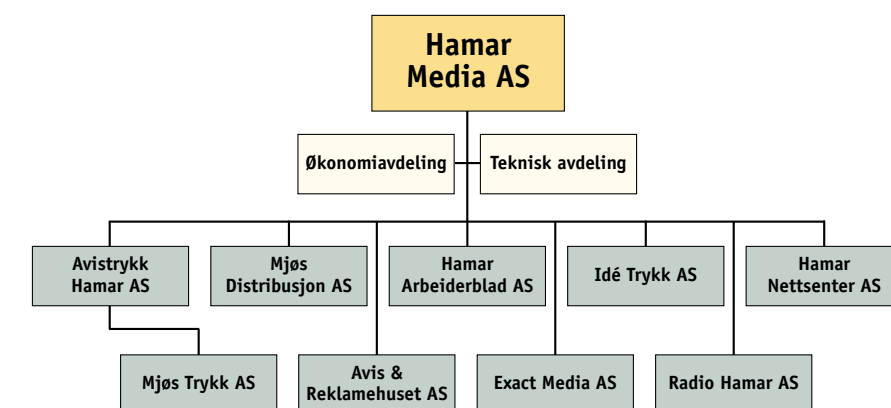 Hamar
Media AS
Økonomiavdeling
Teknisk avdeling
Avistrykk
Hamar AS
Mjøs
Distribusjon AS
Hamar
Arbeiderblad AS
Idé Trykk AS
Hamar
Nettsenter AS
Mjøs Trykk AS
Avis &
Reklamehuset AS
Exact Media AS
Radio Hamar AS